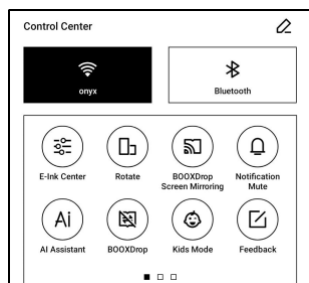 Control Center
onyx
Bluetooth
E-Ink Center
Rotate
BOOXDrop
Screen Mirroring
Notification
Mute
Ai
AI Assistant
BOOXDrop
Kids Mode
Feedback